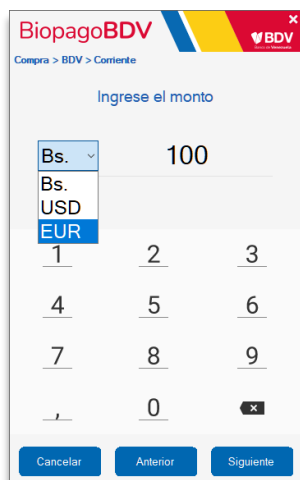 BiopagoBDV
×
BDV
Banco de Venezuela
Compra > BDV > Corriente
Ingrese el monto
Bs. 100
Bs.
USD
EUR
1 2 3
4 5 6
7 8 9
, 0 ×
Cancelar Anterior Siguiente